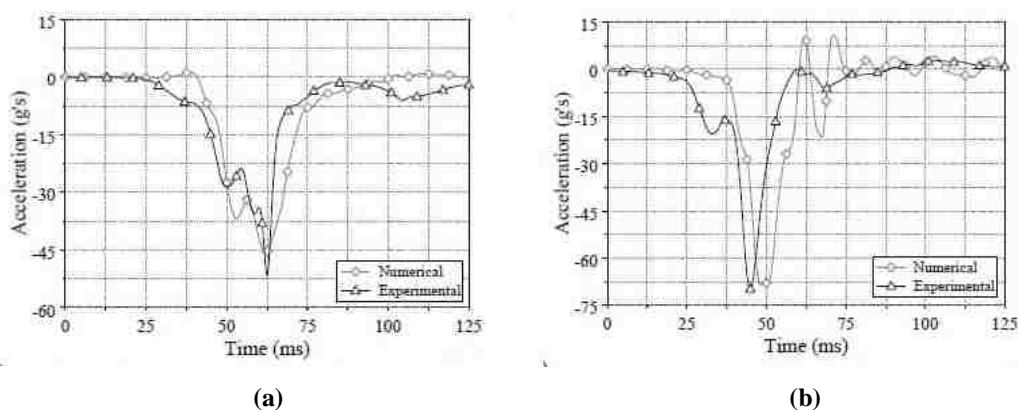 15
0
-15
-30
-45
-60
Acceleration (g's)
0 25 50 75 100 125
Time (ms)
Numerical
Experimental
(a)
15
0
-15
-30
-45
-60
-75
Acceleration (g's)
0 25 50 75 100 125
Time (ms)
Numerical
Experimental
(b)